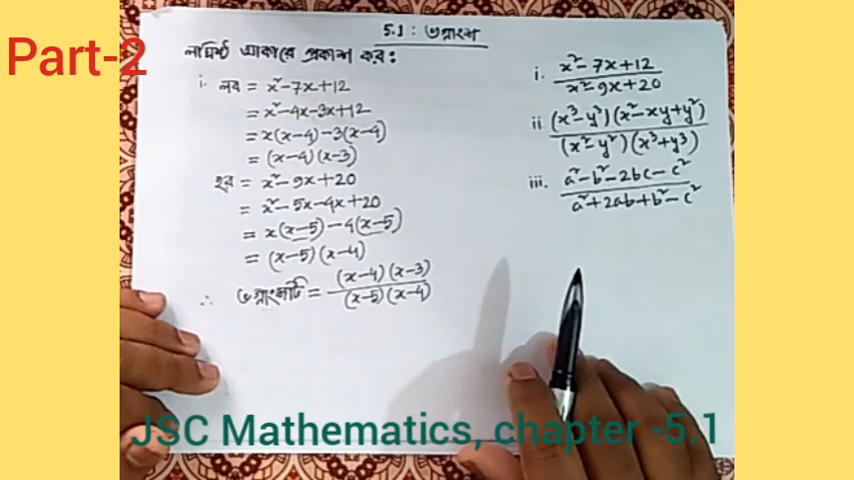 Part-2
5.1 : ভগ্নাংশ
লঘিষ্ঠ আকারে প্রকাশ কর :
i. লব = x² - 7x + 12
= x² - 4x - 3x + 12
= x(x-4) - 3(x-4)
= (x-4)(x-3)
হর = x² - 9x + 20
= x² - 5x - 4x + 20
= x(x-5) - 4(x-5)
= (x-5)(x-4)
∴ ভগ্নাংশটি = (x-4)(x-3) / (x-5)(x-4)
i. x² - 7x + 12 / x² - 9x + 20
ii (x³ - y³)(x² - xy + y²) / (x² - y²)(x³ + y³)
iii. a² - b² - 2bc - c² / a² + 2ab + b² - c²
JSC Mathematics, chapter -5.1